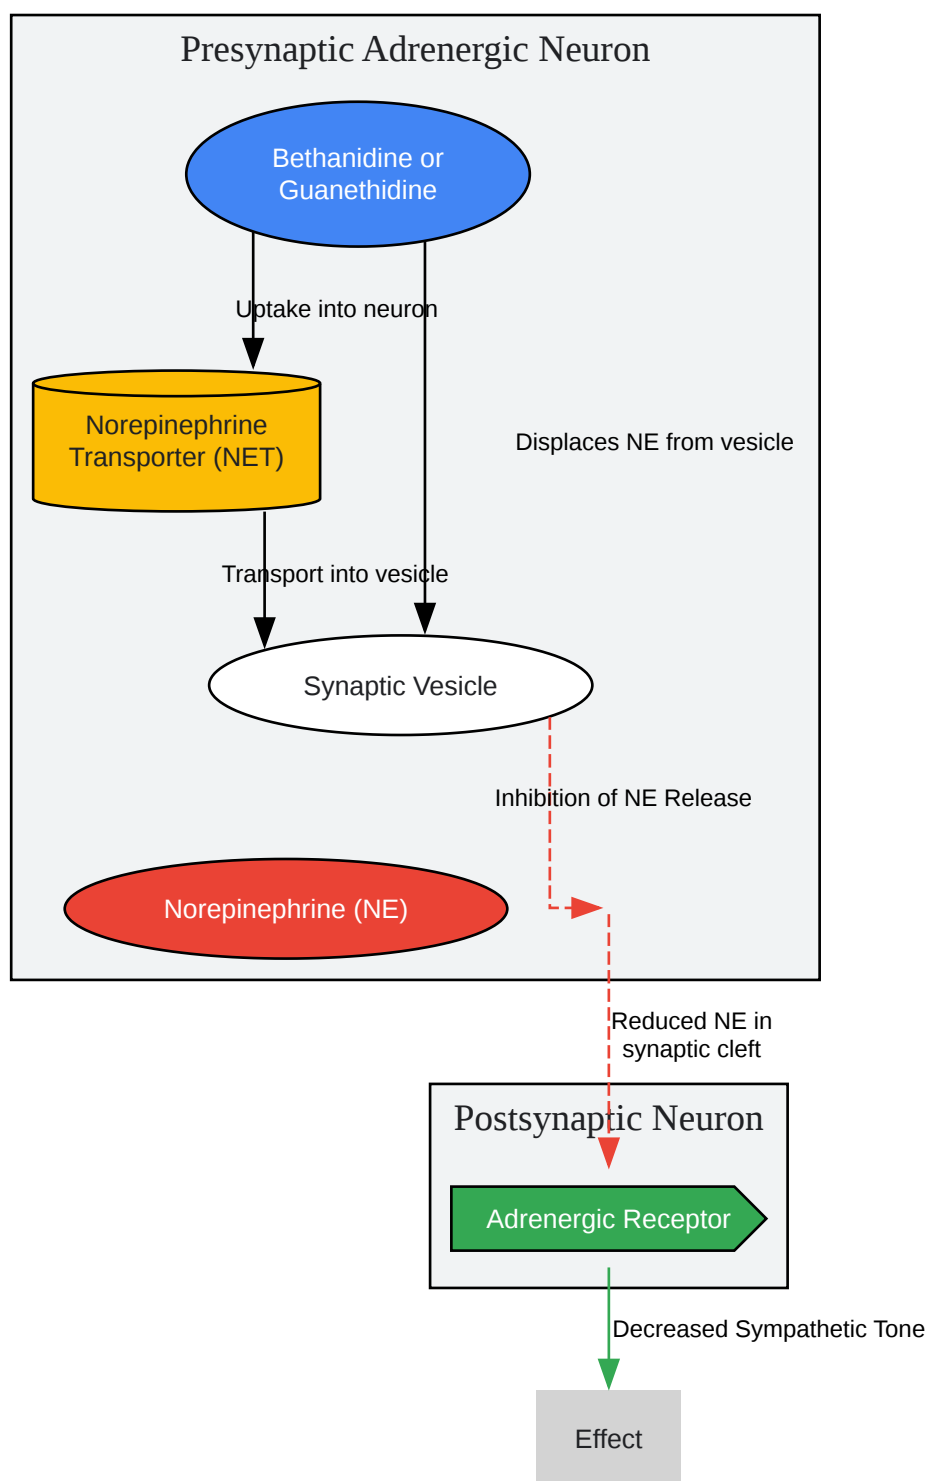 Presynaptic Adrenergic Neuron
Bethanidine or
Guanethidine
Uptake into neuron
Norepinephrine
Transporter (NET)
Displaces NE from vesicle
Transport into vesicle
Synaptic Vesicle
Inhibition of NE Release
Norepinephrine (NE)
Reduced NE in
synaptic cleft
Postsynaptic Neuron
Adrenergic Receptor
Decreased Sympathetic Tone
Effect